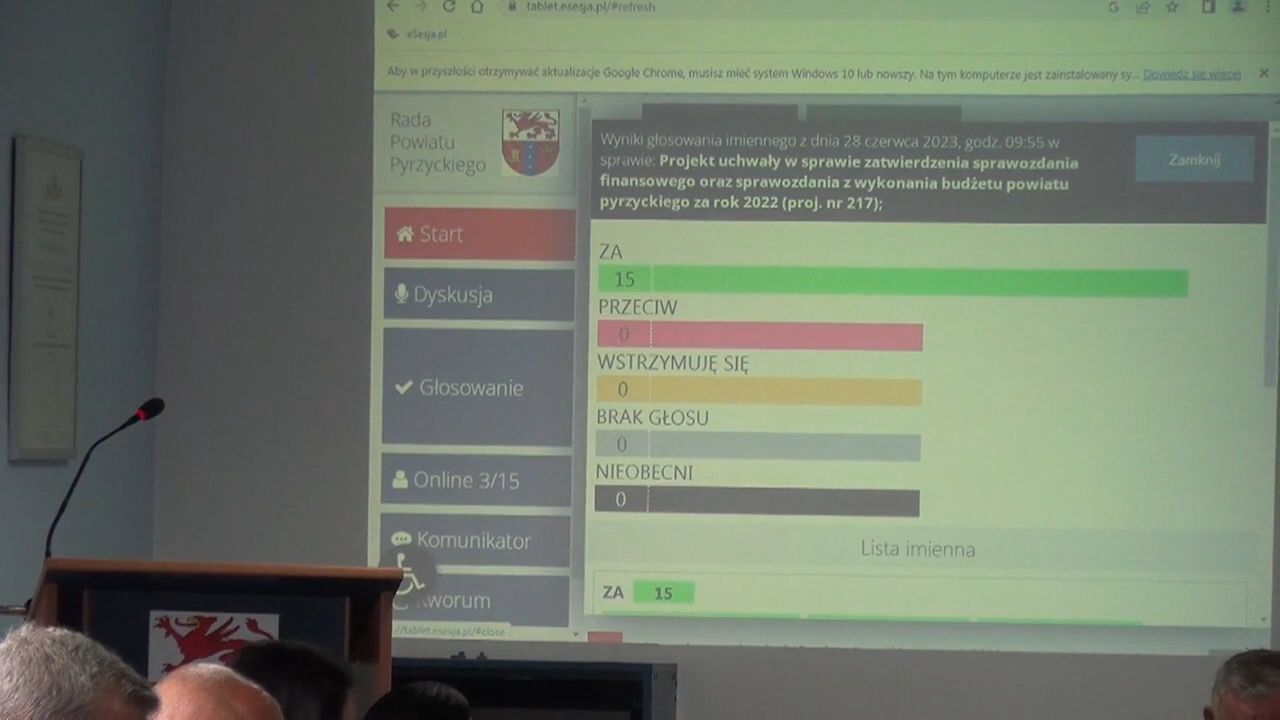 tablet.esesja.pl/#refresh
eSesja.pl
Aby w przyszłości otrzymywać aktualizacje Google Chrome, musisz mieć system Windows 10 lub nowszy. Na tym komputerze jest zainstalowany sy... Dowiedz się więcej
Rada
Powiatu
Pyrzyckiego
Start
Dyskusja
Głosowanie
Online 3/15
Komunikator
Kworum
://tablet.esesja.pl/#close
Wyniki głosowania imiennego z dnia 28 czerwca 2023, godz. 09:55 w
sprawie: Projekt uchwały w sprawie zatwierdzenia sprawozdania
finansowego oraz sprawozdania z wykonania budżetu powiatu
pyrzyckiego za rok 2022 (proj. nr 217);
Zamknij
ZA
15
PRZECIW
0
WSTRZYMUJĘ SIĘ
0
BRAK GŁOSU
0
NIEOBECNI
0
Lista imienna
ZA 15